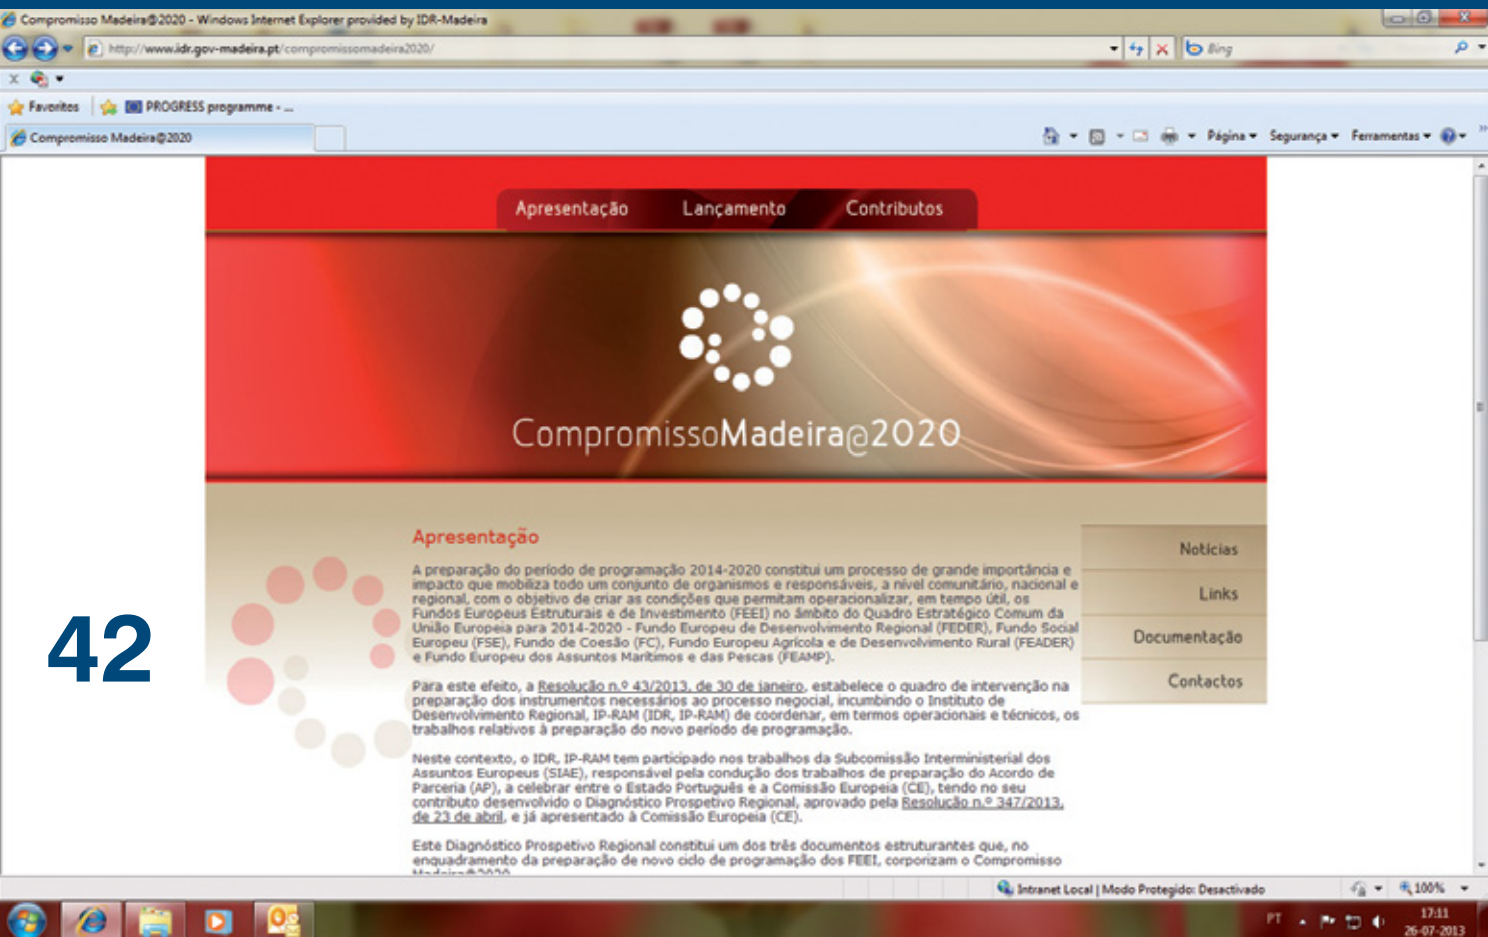 Compromisso Madeira@2020 - Windows Internet Explorer provided by IDR-Madeira
http://www.idr.gov-madeira.pt/compromissomadeira2020/
Bing
X
Favoritos
PROGRESS programme - ...
Compromisso Madeira@2020
Página
Segurança
Ferramentas
Apresentação
Lançamento
Contributos
CompromissoMadeira@2020
Apresentação
A preparação do período de programação 2014-2020 constitui um processo de grande importância e
impacto que mobiliza todo um conjunto de organismos e responsáveis, a nível comunitário, nacional e
regional, com o objetivo de criar as condições que permitam operacionalizar, em tempo útil, os
Fundos Europeus Estruturais e de Investimento (FEEI) no âmbito do Quadro Estratégico Comum da
União Europeia para 2014-2020 - Fundo Europeu de Desenvolvimento Regional (FEDER), Fundo Social
Europeu (FSE), Fundo de Coesão (FC), Fundo Europeu Agrícola e de Desenvolvimento Rural (FEADER)
e Fundo Europeu dos Assuntos Marítimos e das Pescas (FEAMP).
Para este efeito, a Resolução n.º 43/2013, de 30 de janeiro, estabelece o quadro de intervenção na
preparação dos instrumentos necessários ao processo negocial, incumbindo o Instituto de
Desenvolvimento Regional, IP-RAM (IDR, IP-RAM) de coordenar, em termos operacionais e técnicos, os
trabalhos relativos à preparação do novo período de programação.
Neste contexto, o IDR, IP-RAM tem participado nos trabalhos da Subcomissão Interministerial dos
Assuntos Europeus (SIAE), responsável pela condução dos trabalhos de preparação do Acordo de
Parceria (AP), a celebrar entre o Estado Português e a Comissão Europeia (CE), tendo no seu
contributo desenvolvido o Diagnóstico Prospetivo Regional, aprovado pela Resolução n.º 347/2013,
de 23 de abril, e já apresentado à Comissão Europeia (CE).
Este Diagnóstico Prospetivo Regional constitui um dos três documentos estruturantes que, no
enquadramento da preparação de novo ciclo de programação dos FEEI, corporizam o Compromisso
Madeira@2020
Notícias
Links
Documentação
Contactos
42
Intranet Local | Modo Protegido: Desactivado
100%
PT
17:11
26-07-2013